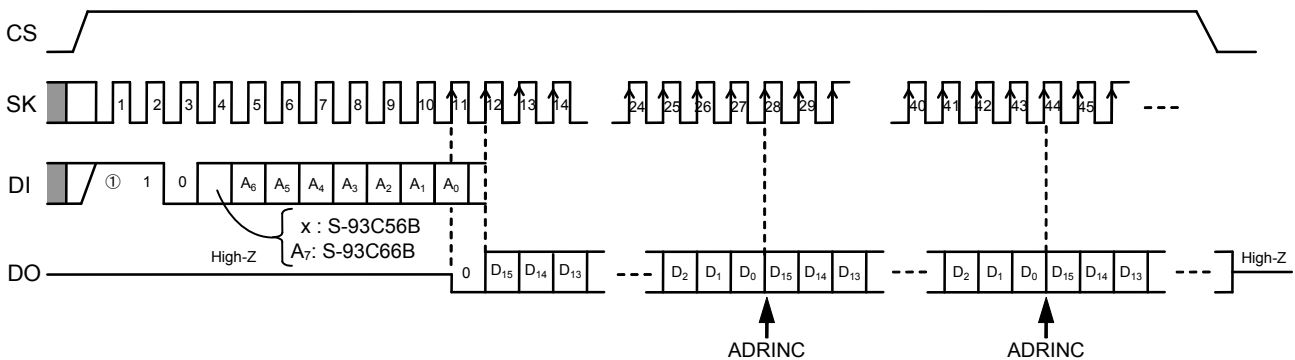 CS
SK 1 2 3 4 5 6 7 8 9 10 11 12 13 14 24 25 26 27 28 29 40 41 42 43 44 45
DI ① 1 0 A6 A5 A4 A3 A2 A1 A0
x : S-93C56B
A7: S-93C66B
High-Z
DO 0 D15 D14 D13 D2 D1 D0 D15 D14 D13 D2 D1 D0 D15 D14 D13 High-Z
ADRINC ADRINC